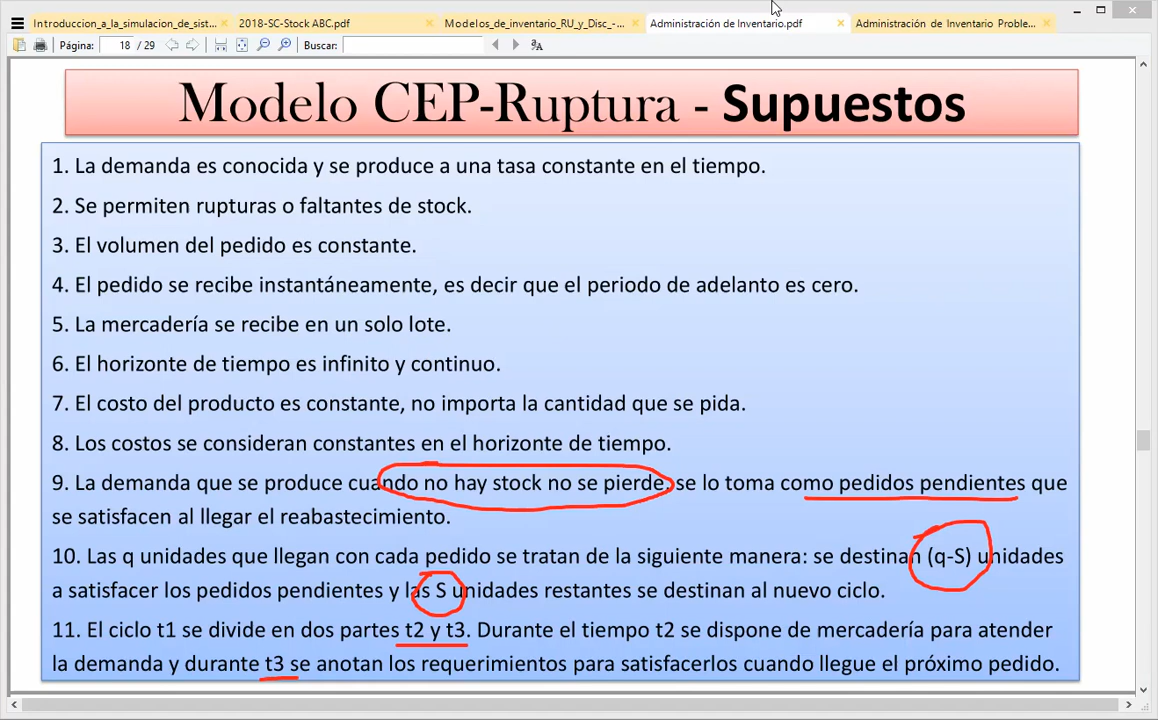 Introduccion_a_la_simulacion_de_sist...
2018-SC-Stock ABC.pdf
Modelos_de_inventario_RU_y_Disc_-...
Administración de Inventario.pdf
Administración de Inventario Proble...
Página: 18 / 29
Buscar:
Modelo CEP-Ruptura - Supuestos
1. La demanda es conocida y se produce a una tasa constante en el tiempo.
2. Se permiten rupturas o faltantes de stock.
3. El volumen del pedido es constante.
4. El pedido se recibe instantáneamente, es decir que el periodo de adelanto es cero.
5. La mercadería se recibe en un solo lote.
6. El horizonte de tiempo es infinito y continuo.
7. El costo del producto es constante, no importa la cantidad que se pida.
8. Los costos se consideran constantes en el horizonte de tiempo.
9. La demanda que se produce cuando no hay stock no se pierde, se lo toma como pedidos pendientes que
se satisfacen al llegar el reabastecimiento.
10. Las q unidades que llegan con cada pedido se tratan de la siguiente manera: se destinan (q-S) unidades
a satisfacer los pedidos pendientes y las S unidades restantes se destinan al nuevo ciclo.
11. El ciclo t1 se divide en dos partes t2 y t3. Durante el tiempo t2 se dispone de mercadería para atender
la demanda y durante t3 se anotan los requerimientos para satisfacerlos cuando llegue el próximo pedido.